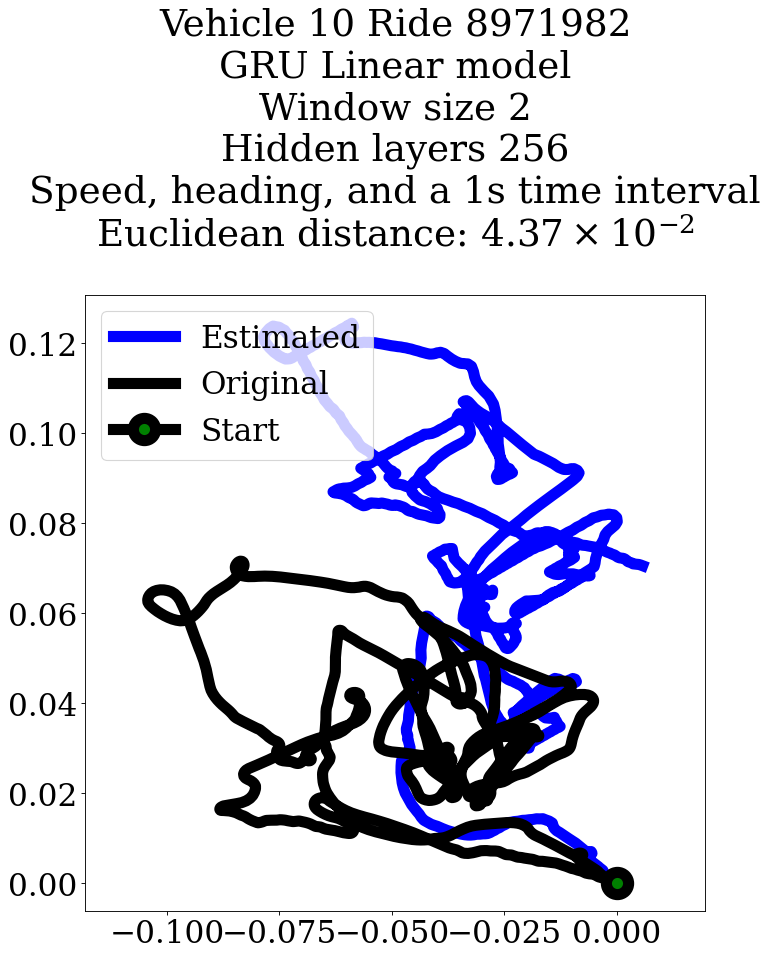 Vehicle 10 Ride 8971982
GRU Linear model
Window size 2
Hidden layers 256
Speed, heading, and a 1s time interval
Euclidean distance: 4.37 × 10⁻²
Estimated
Original
Start
0.12
0.10
0.08
0.06
0.04
0.02
0.00
−0.100 −0.075 −0.050 −0.025 0.000